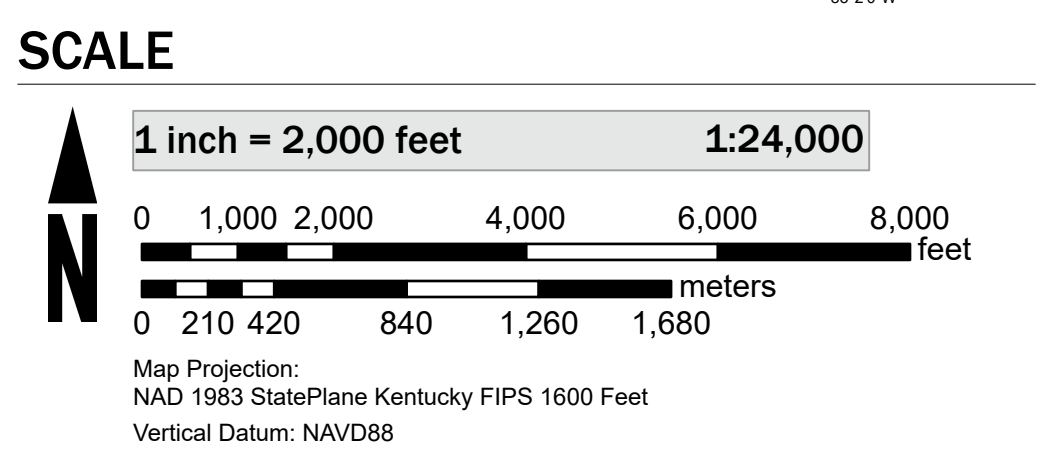 SCALE
1 inch = 2,000 feet 1:24,000
0 1,000 2,000 4,000 6,000 8,000
feet
N
meters
0 210 420 840 1,260 1,680
Map Projection:
NAD 1983 StatePlane Kentucky FIPS 1600 Feet
Vertical Datum: NAVD88